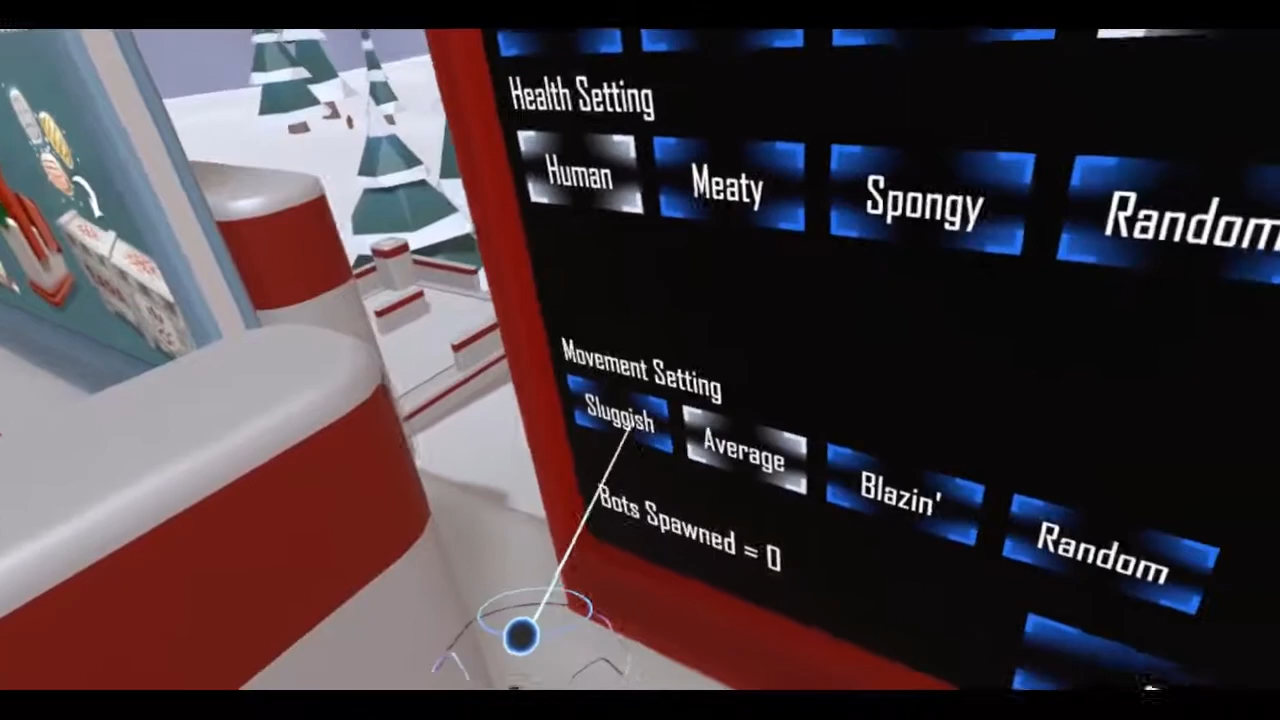 Health Setting
Human Meaty Spongy Random
Movement Setting
Sluggish Average Blazin' Random
Bots Spawned = 0